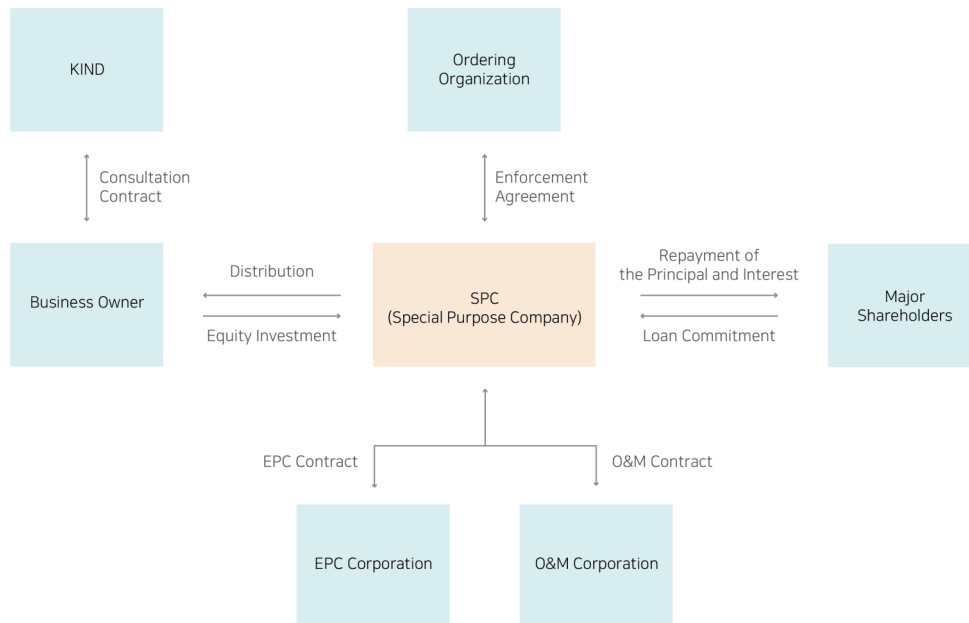 KIND
Ordering
Organization
Consultation
Contract
Enforcement
Agreement
Business Owner
Distribution
Equity Investment
SPC
(Special Purpose Company)
Repayment of
the Principal and Interest
Loan Commitment
Major
Shareholders
EPC Contract
O&M Contract
EPC Corporation
O&M Corporation